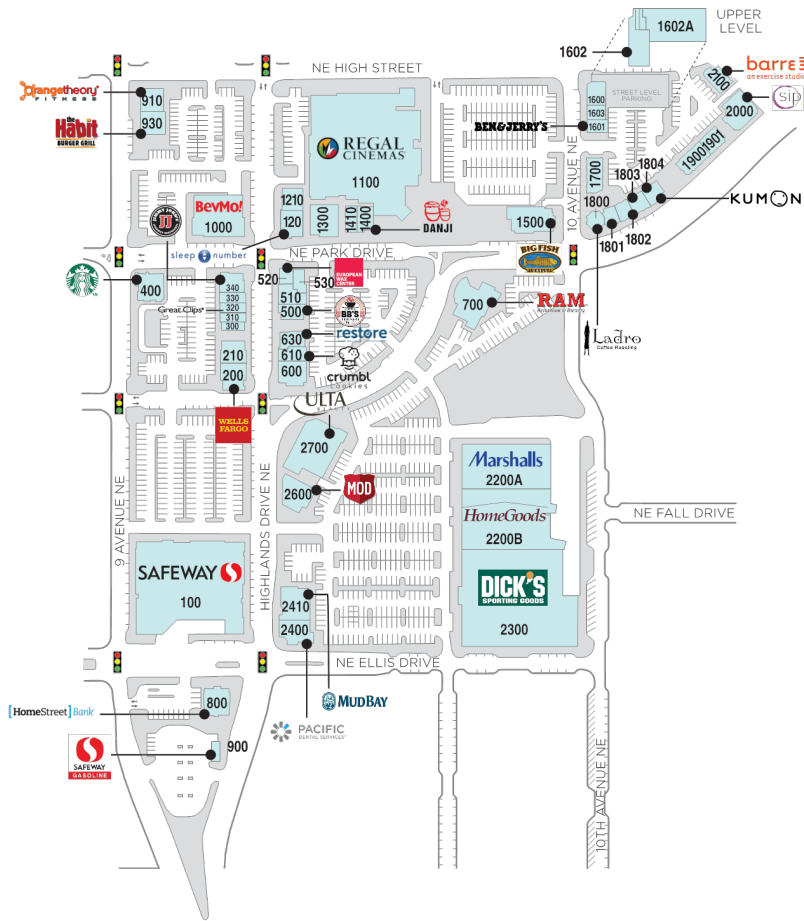 UPPER
LEVEL
1602A
1602
NE HIGH STREET
barre3
an exercise studio
2100
sip
2000
orangetheory
FITNESS
910
930
the
Habit
BURGER GRILL
STREET LEVEL
PARKING
1600
1603
1601
BEN&JERRY'S
REGAL
CINEMAS
1100
1900
1901
1804
1803
1700
1800
KUMON
1801
1802
10 AVENUE NE
JJ
BevMo!
1000
1210
120
1300
1410
1400
DANJI
1500
sleep number
NE PARK DRIVE
BIG FISH
GRILL
520
530
EUROPEAN
WAX
CENTER
400
340
330
320
310
300
Great Clips
510
500
BB'S
700
RAM
Ladro
Coffee Roasting
630
restore
610
600
crumbl
cookies
210
200
WELLS
FARGO
ULTA
BEAUTY
2700
2600
MOD
Marshalls
2200A
HomeGoods
2200B
NE FALL DRIVE
9 AVENUE NE
HIGHLANDS DRIVE NE
SAFEWAY
100
DICK'S
SPORTING GOODS
2300
2410
2400
NE ELLIS DRIVE
MUDBAY
PACIFIC
DENTAL SERVICES
[HomeStreet] Bank
800
900
SAFEWAY
GASOLINE
10TH AVENUE NE